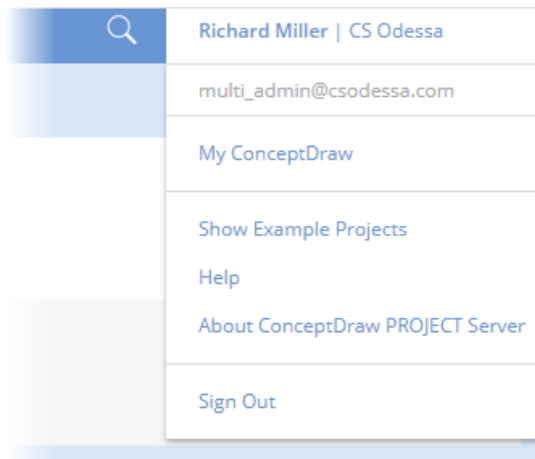 Richard Miller | CS Odessa
multi_admin@csodessa.com
My ConceptDraw
Show Example Projects
Help
About ConceptDraw PROJECT Server
Sign Out